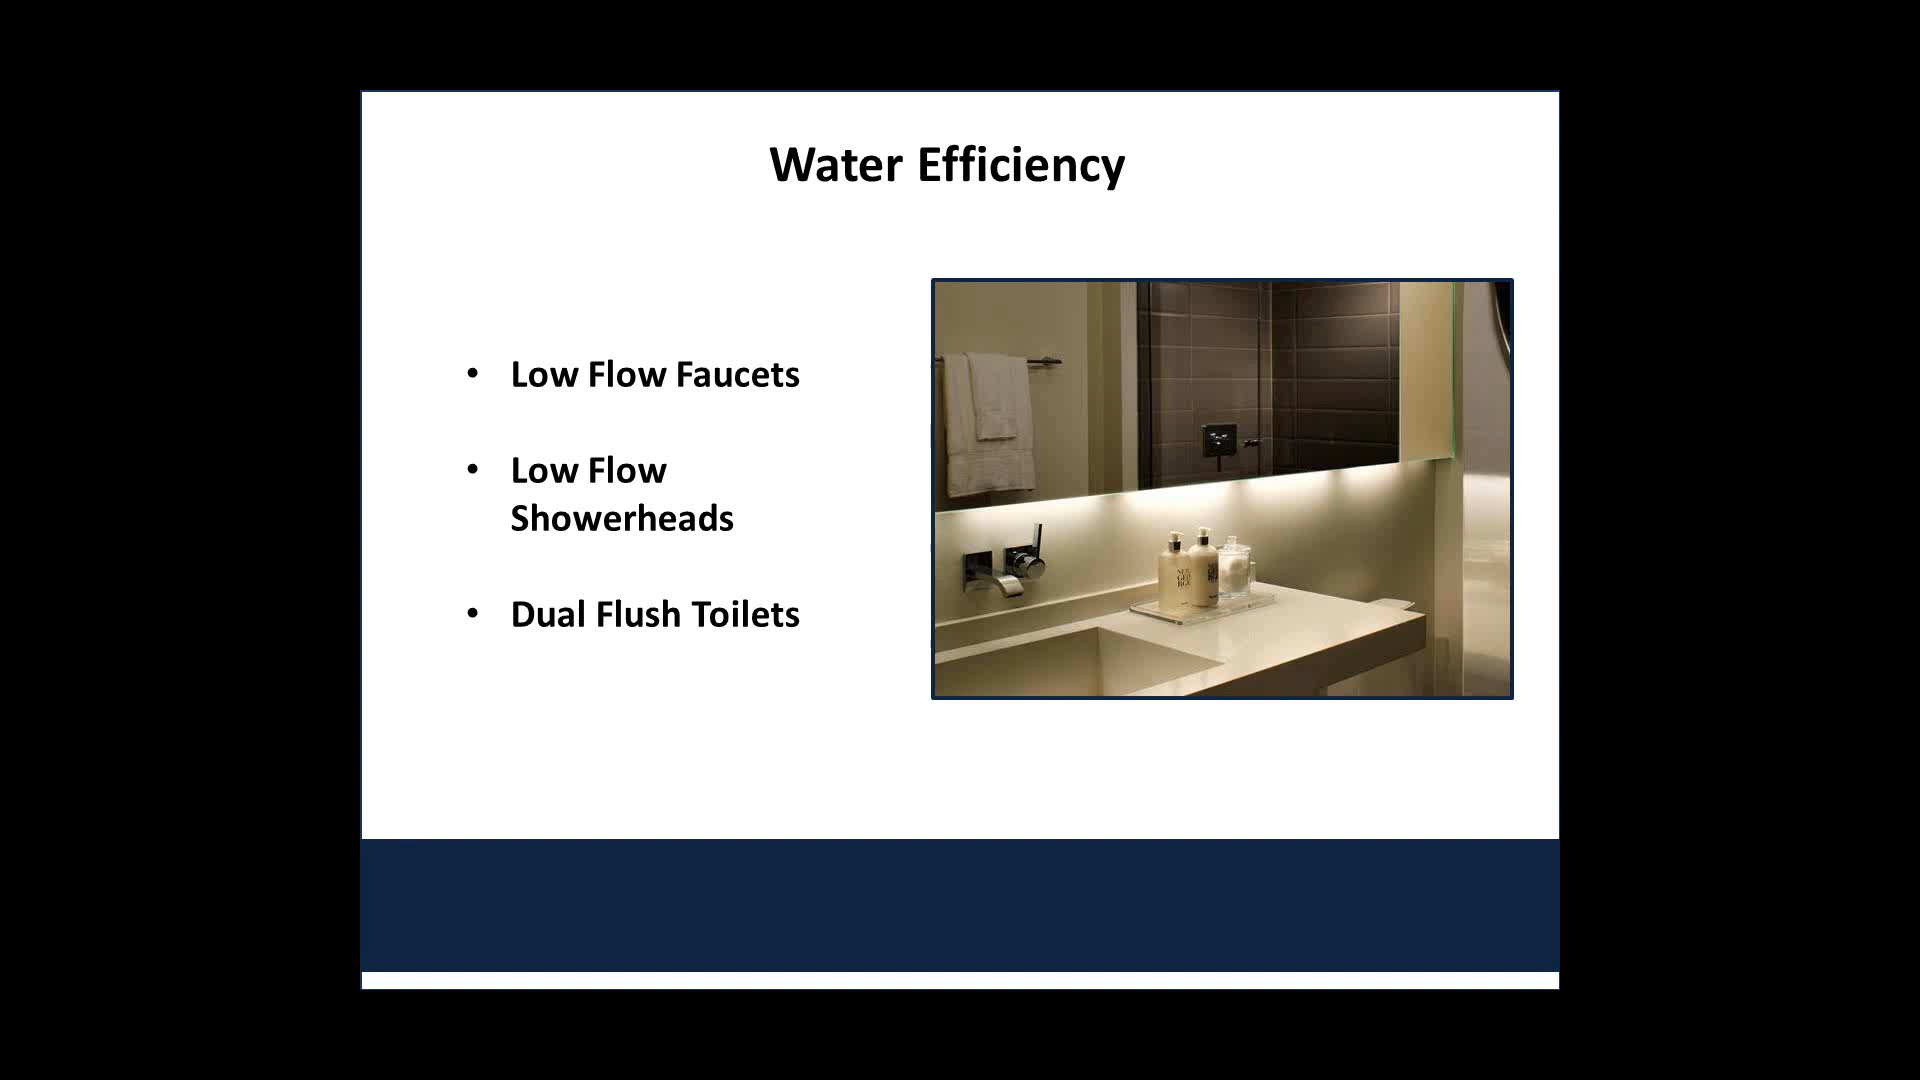 Water Efficiency
• Low Flow Faucets
• Low Flow
Showerheads
• Dual Flush Toilets